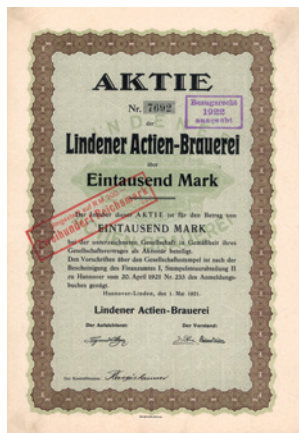 AKTIE
Nr. 7692
Bezugsrecht
1922
ausgeübt
der
Lindener Actien-Brauerei
über
Eintausend Mark
Der Inhaber dieser AKTIE ist für den Betrag von
EINTAUSEND MARK
bei der unterzeichneten Gesellschaft in Gemäßheit ihres
Gesellschaftsvertrages als Aktionär beteiligt.
Den Vorschriften über den Gesellschaftsstempel ist nach der
Bescheinigung des Finanzamtes I, Stempelsteuerabteilung II
zu Hannover vom 20. April 1921 Nr. 233 des Anmeldungs-
buches genügt.
Hannover-Linden, den 1. Mai 1921.
Lindener Actien-Brauerei
Der Aufsichtsrat:
Der Vorstand:
Der Kontrollbeamte:
Reichsmark